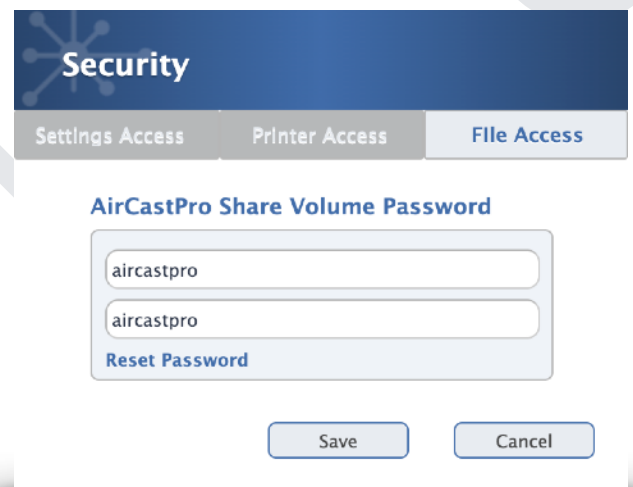 Security
Settings Access Printer Access File Access
AirCastPro Share Volume Password
aircastpro
aircastpro
Reset Password
Save Cancel